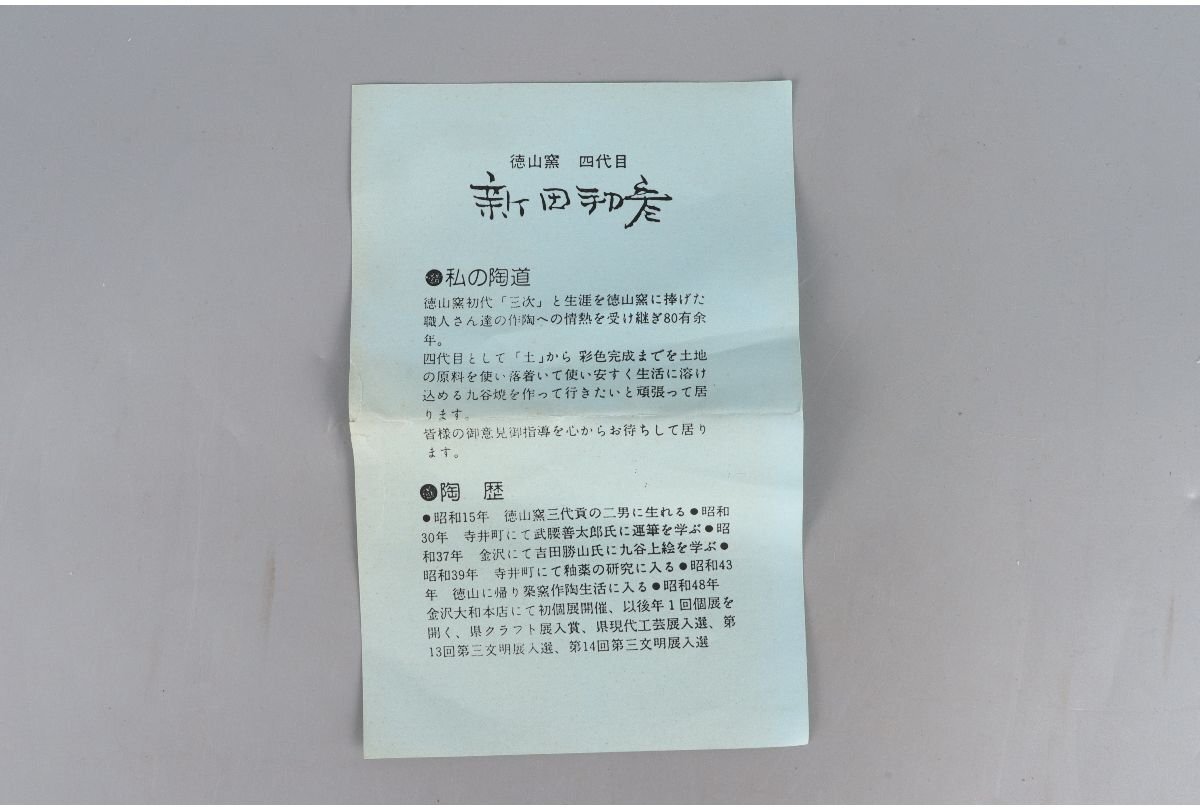 徳山窯　四代目
新田和彦
私の陶道
徳山窯初代「三次」と生涯を徳山窯に捧げた
職人さん達の作陶への情熱を受け継ぎ80有余
年。
四代目として「土」から 彩色完成までを土地
の原料を使い落着いて使い安すく生活に溶け
込める九谷焼を作って行きたいと頑張って居
ります。
皆様の御意見御指導を心からお待ちして居り
ます。
陶　歴
●昭和15年　徳山窯三代貢の二男に生れる●昭和
30年　寺井町にて武腰善太郎氏に運筆を学ぶ●昭
和37年　金沢にて吉田勝山氏に九谷上絵を学ぶ●
昭和39年　寺井町にて釉薬の研究に入る●昭和43
年　徳山に帰り築窯作陶生活に入る●昭和48年
金沢大和本店にて初個展開催、以後年1回個展を
開く、県クラフト展入賞、県現代工芸展入選、第
13回第三文明展入選、第14回第三文明展入選